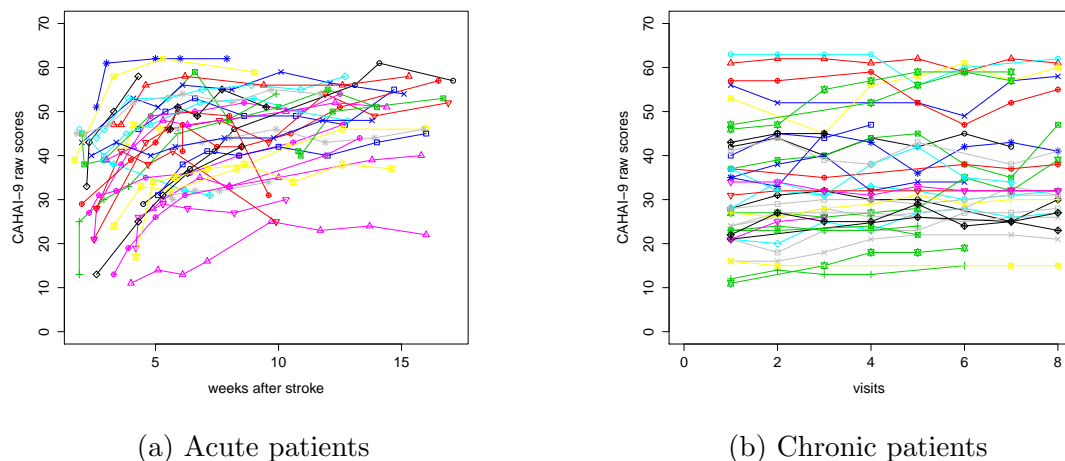 CAHAI−9 raw scores
0 10 20 30 40 50 60 70
5 10 15
weeks after stroke
(a) Acute patients
CAHAI−9 raw scores
0 10 20 30 40 50 60 70
0 2 4 6 8
visits
(b) Chronic patients